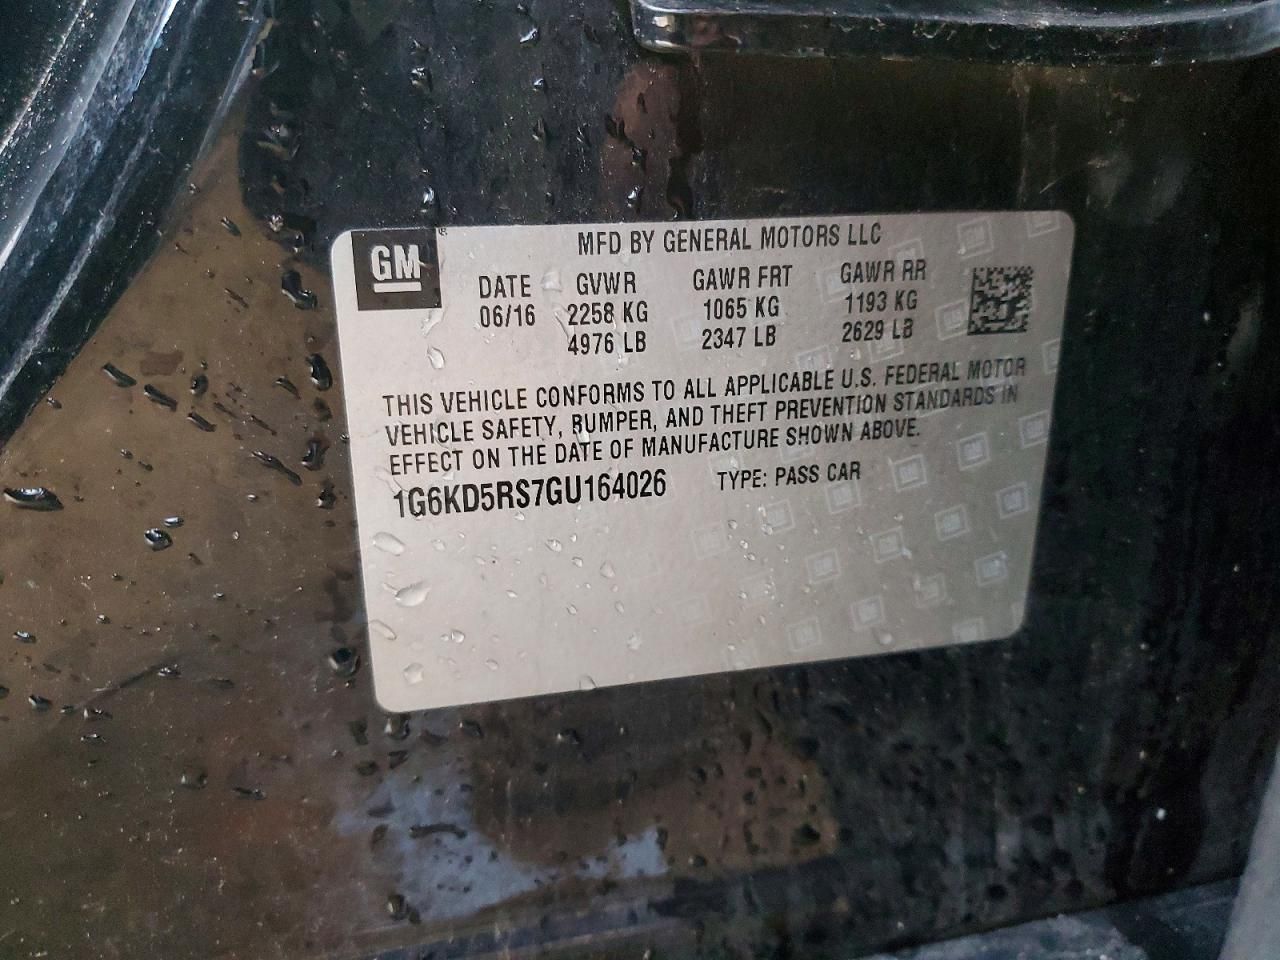 GM
MFD BY GENERAL MOTORS LLC
DATE GVWR GAWR FRT GAWR RR
06/16 2258 KG 1065 KG 1193 KG
4976 LB 2347 LB 2629 LB
THIS VEHICLE CONFORMS TO ALL APPLICABLE U.S. FEDERAL MOTOR
VEHICLE SAFETY, BUMPER, AND THEFT PREVENTION STANDARDS IN
EFFECT ON THE DATE OF MANUFACTURE SHOWN ABOVE.
1G6KD5RS7GU164026 TYPE: PASS CAR